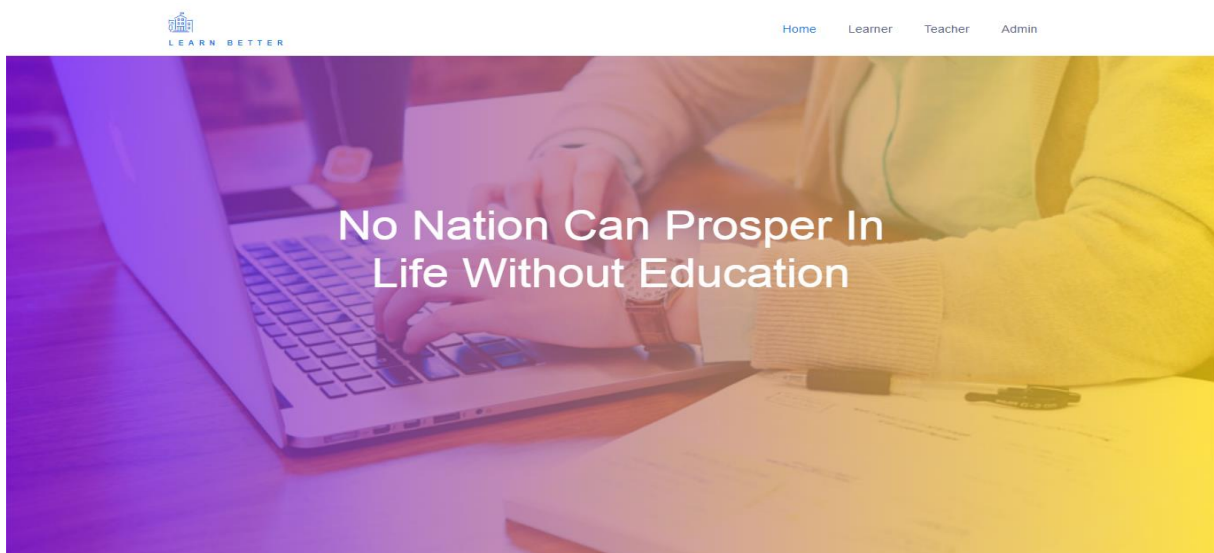 LEARN BETTER
Home Learner Teacher Admin
No Nation Can Prosper In
Life Without Education